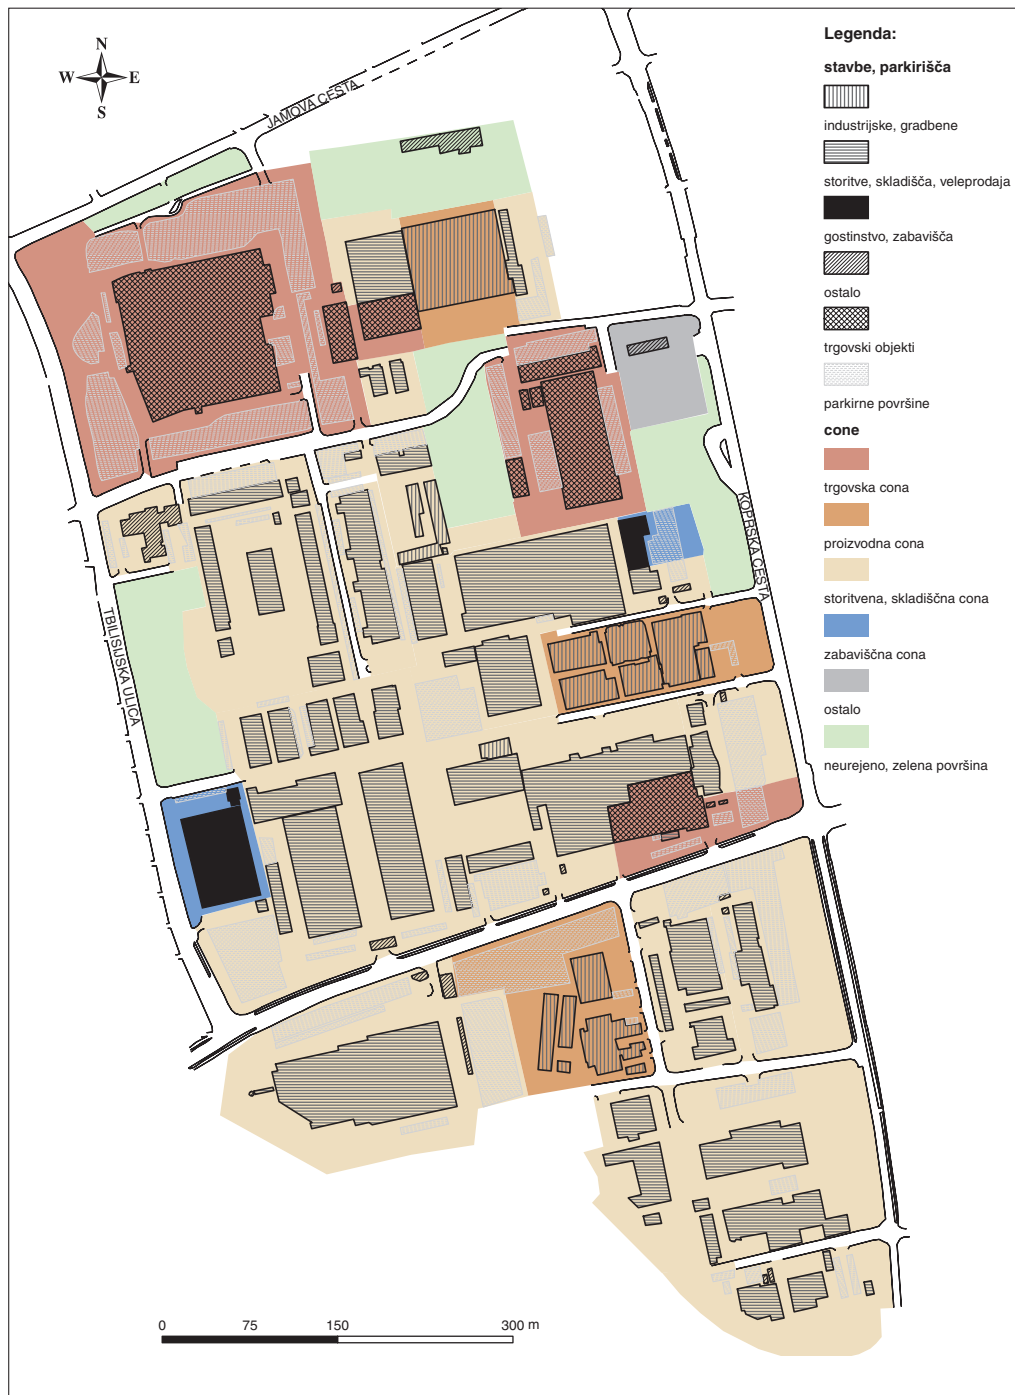 N
W E
S
JAMOVA CESTA
KOPRSKA CESTA
TBILISIJSKA ULICA
Legenda:
stavbe, parkirišča
industrijske, gradbene
storitve, skladišča, veleprodaja
gostinstvo, zabavišča
ostalo
trgovski objekti
parkirne površine
cone
trgovska cona
proizvodna cona
storitvena, skladiščna cona
zabaviščna cona
ostalo
neurejeno, zelena površina
0 75 150 300 m